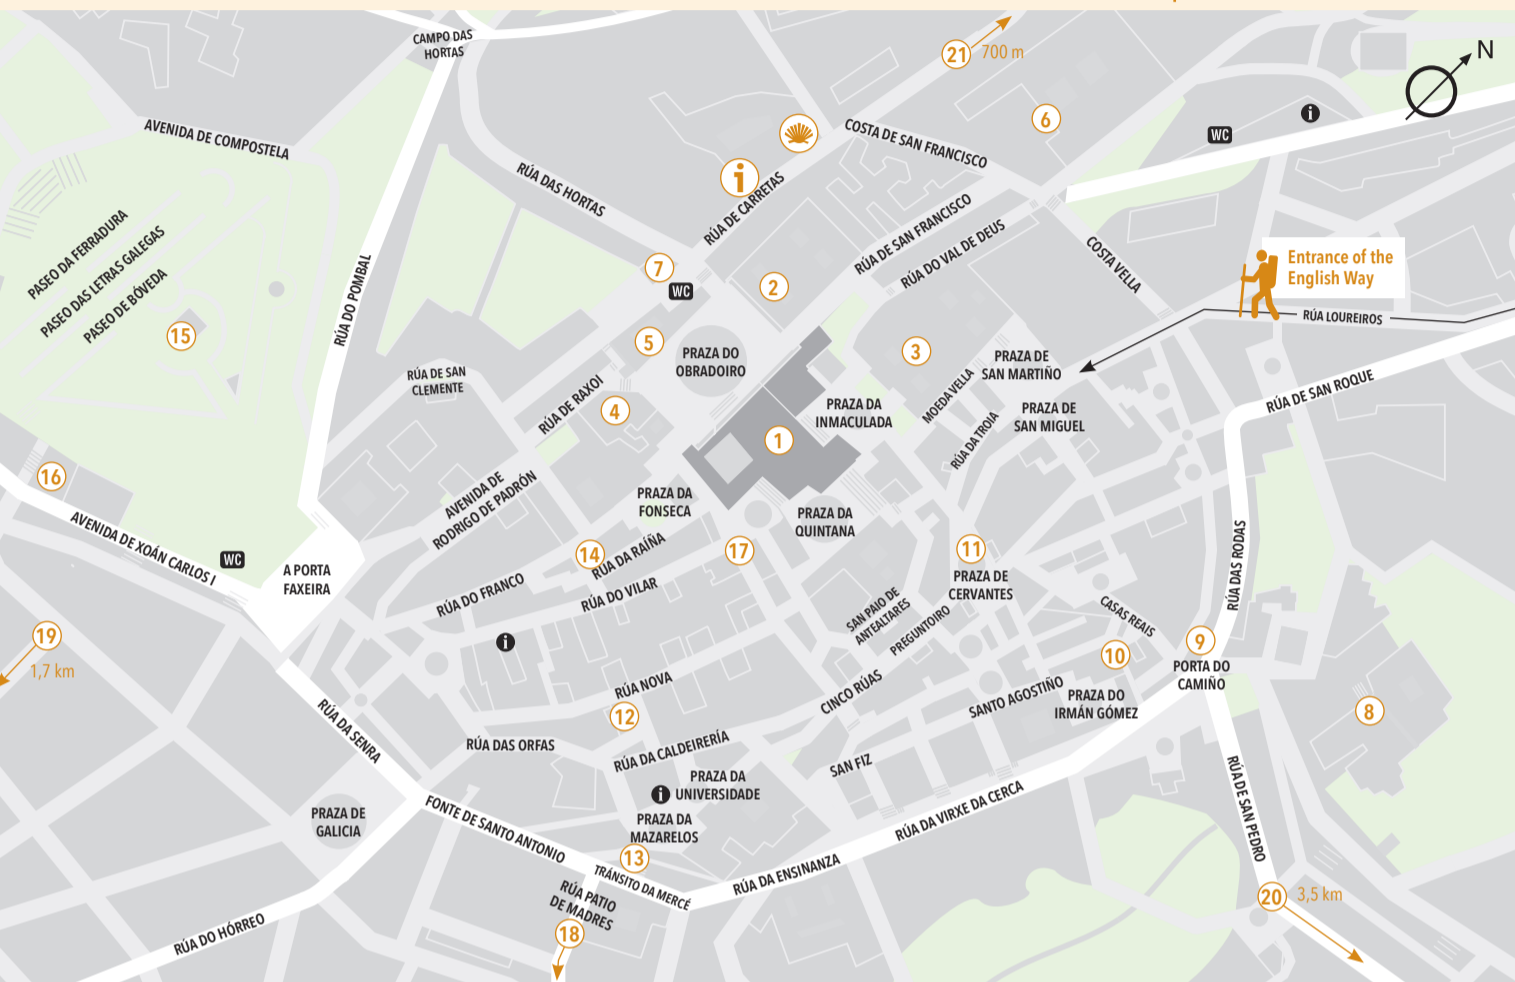 CAMPO DAS
HORTAS
21
700 m
N
AVENIDA DE COMPOSTELA
6
COSTA DE SAN FRANCISCO
WC
i
i
RÚA DAS HORTAS
RÚA DE CARRETAS
RÚA DE SAN FRANCISCO
RÚA DO VAL DE DEUS
COSTA VELLA
Entrance of the
English Way
RÚA LOUREIROS
PASEO DA FERRADURA
PASEO DAS LETRAS GALEGAS
PASEO DE BÓVEDA
15
RÚA DO POMBAL
7
WC
2
5
PRAZA DO
OBRADOIRO
3
PRAZA DE
SAN MARTIÑO
RÚA DE SAN
CLEMENTE
RÚA DE RAXOI
4
PRAZA DA
INMACULADA
MOEDA VELLA
RÚA DA TROIA
PRAZA DE
SAN MIGUEL
RÚA DE SAN ROQUE
1
16
AVENIDA DE
RODRIGO DE PADRÓN
PRAZA DA
FONSECA
PRAZA DA
QUINTANA
AVENIDA DE XOÁN CARLOS I
WC
A PORTA
FAXEIRA
14
RÚA DA RAÍÑA
17
11
PRAZA DE
CERVANTES
RÚA DAS RODAS
RÚA DO FRANCO
RÚA DO VILAR
SAN PAIO DE
ANTEALTARES
PREGUNTOIRO
CASAS REAIS
19
1,7 km
i
10
9
PORTA DO
CAMIÑO
RÚA NOVA
12
CINCO RÚAS
SANTO AGOSTIÑO
PRAZA DO
IRMÁN GÓMEZ
8
RÚA DA SENRA
RÚA DAS ORFAS
RÚA DA CALDEIRERÍA
SAN FIZ
PRAZA DA
UNIVERSIDADE
i
PRAZA DE
GALICIA
FONTE DE SANTO ANTONIO
PRAZA DA
MAZARELOS
13
RÚA DA VIRXE DA CERCA
RÚA DE SAN PEDRO
TRÁNSITO DA MERCÉ
RÚA DA ENSINANZA
RÚA PATIO
DE MADRES
18
20
3,5 km
RÚA DO HÓRREO